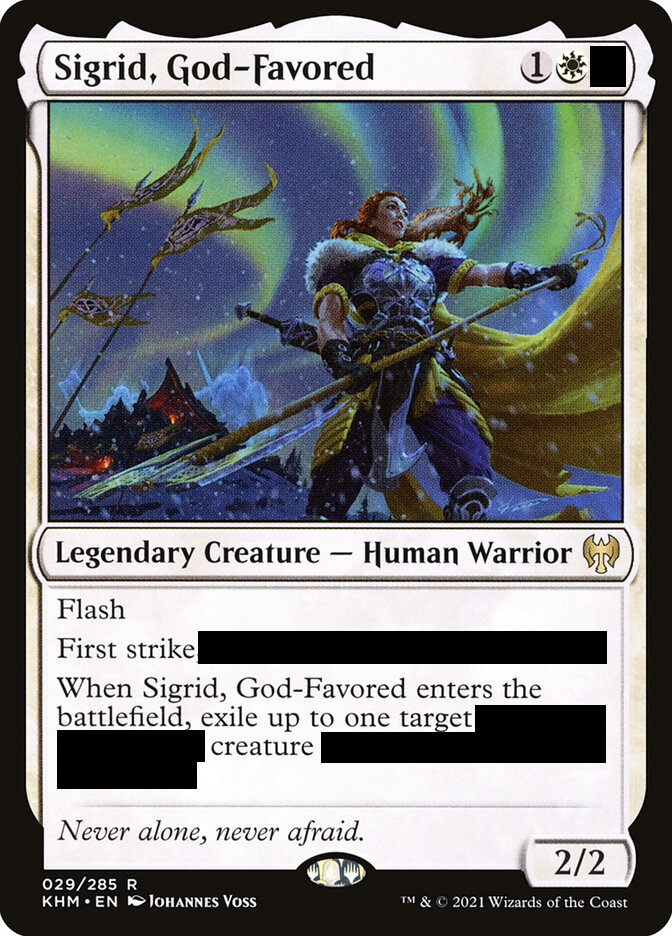 Sigrid, God-Favored 1
Legendary Creature — Human Warrior
Flash
First strike,
When Sigrid, God-Favored enters the
battlefield, exile up to one target
creature
Never alone, never afraid.
2/2
029/285 R
KHM • EN Johannes Voss
™ & © 2021 Wizards of the Coast